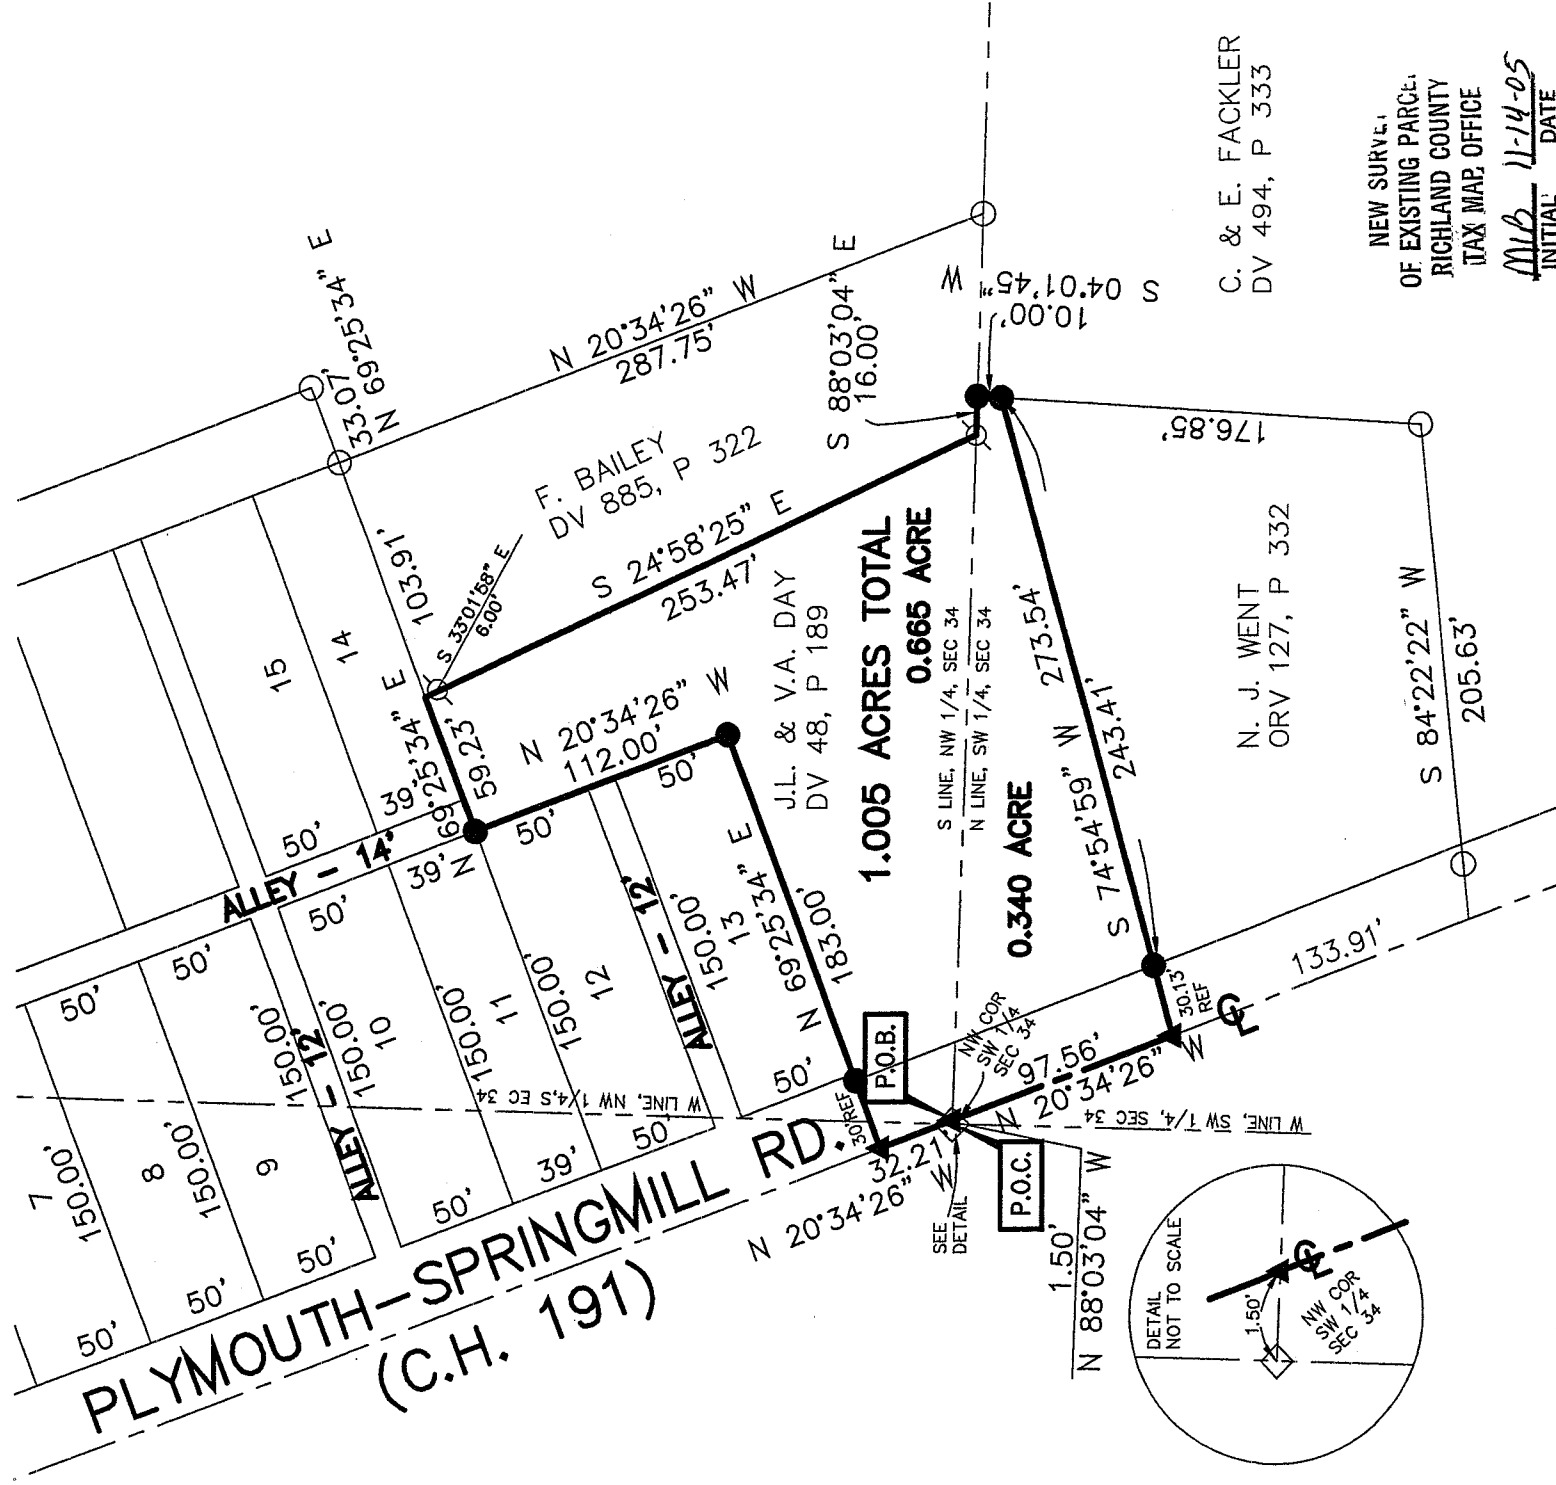 N 69°25'34" E
33.07'
N 20°34'26" W
287.75'
15
14
103.91'
S 33°01'58" E
6.00'
F. BAILEY
DV 885, P 322
S 24°58'25" E
253.47'
S 88°03'04" E
16.00'
S 04°01'45" W
10.00'
C. & E. FACKLER
DV 494, P 333
NEW SURVE
OF EXISTING PARCE
RICHLAND COUNTY
TAX MAP OFFICE
MB 11-14-05
INITIAL DATE
176.85'
N 69°25'34" E
59.23'
39'
50'
ALLEY - 14'
39'
50'
N 20°34'26" W
112.00'
50'
50'
J.L. & V.A. DAY
DV 48, P 189
1.005 ACRES TOTAL
0.665 ACRE
S LINE, NW 1/4, SEC 34
N LINE, SW 1/4, SEC 34
0.340 ACRE
273.54'
S 74°54'59" W
243.41'
N. J. WENT
ORV 127, P 332
S 84°22'22" W
205.63'
50'
50'
7
150.00'
8
150.00'
9
150.00'
ALLEY - 12'
150.00'
10
150.00'
11
150.00'
12
ALLEY - 12'
150.00'
13
N 69°25'34" E
183.00'
W LINE, NW 1/4,S EC 34
50'
50'
50'
50'
39'
50'
50'
P.O.B.
30'REF
NW COR
SW 1/4
SEC 34
97.56'
N 20°34'26" W
30.13'
REF
CL
133.91'
PLYMOUTH-SPRINGMILL RD.
(C.H. 191)
32.21'
N 20°34'26" W
SEE
DETAIL
P.O.C.
W LINE, SW 1/4, SEC 34
1.50'
N 88°03'04" W
DETAIL
NOT TO SCALE
1.50'
CL
NW COR
SW 1/4
SEC 34